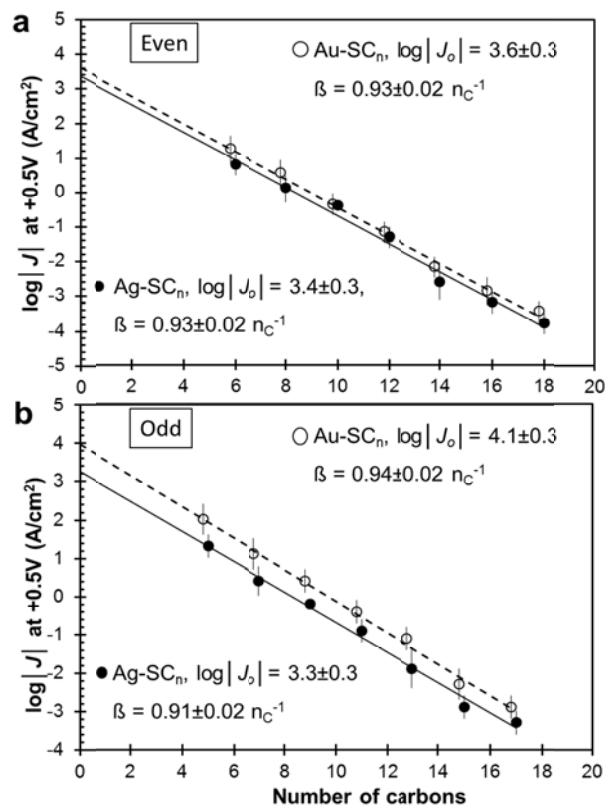 a
Even
Au-SCn, log|Jo| = 3.6±0.3
ß = 0.93±0.02 nC⁻¹
Ag-SCn, log|Jo| = 3.4±0.3,
ß = 0.93±0.02 nC⁻¹
log|J| at +0.5V (A/cm²)
5
4
3
2
1
0
-1
-2
-3
-4
-5
0 2 4 6 8 10 12 14 16 18 20
b
Odd
Au-SCn, log|Jo| = 4.1±0.3
ß = 0.94±0.02 nC⁻¹
Ag-SCn, log|Jo| = 3.3±0.3
ß = 0.91±0.02 nC⁻¹
log|J| at +0.5V (A/cm²)
5
4
3
2
1
0
-1
-2
-3
-4
0 2 4 6 8 10 12 14 16 18 20
Number of carbons